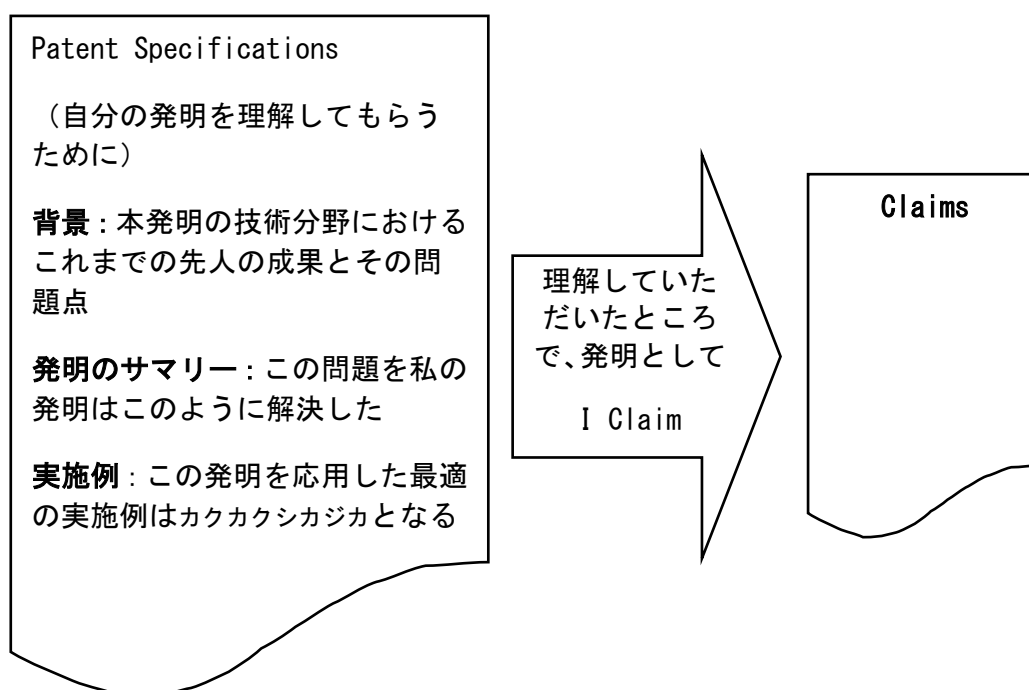 Patent Specifications
（自分の発明を理解してもらう
ために）
背景：本発明の技術分野における
これまでの先人の成果とその問
題点
発明のサマリー：この問題を私の
発明はこのように解決した
実施例：この発明を応用した最適
の実施例はカクカクシカジカとなる
理解していた
だいたところ
で、発明として
I Claim
Claims